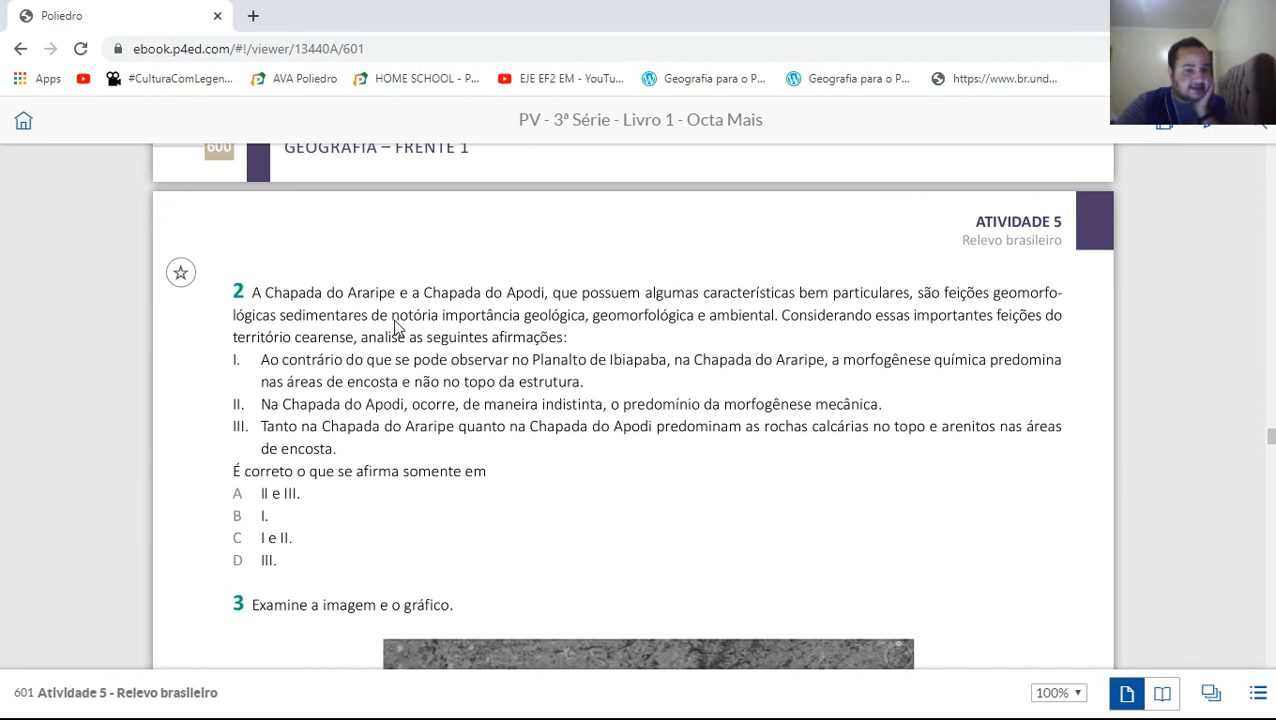 Poliedro
ebook.p4ed.com/#!/viewer/13440A/601
Apps #CulturaComLegen... AVA Poliedro HOME SCHOOL - P... EJE EF2 EM - YouTu... Geografia para o P... Geografia para o P... https://www.br.und...
PV - 3ª Série - Livro 1 - Octa Mais
600 GEOGRAFIA – FRENTE 1
ATIVIDADE 5
Relevo brasileiro
2 A Chapada do Araripe e a Chapada do Apodi, que possuem algumas características bem particulares, são feições geomorfo-
lógicas sedimentares de notória importância geológica, geomorfológica e ambiental. Considerando essas importantes feições do
território cearense, analise as seguintes afirmações:
I. Ao contrário do que se pode observar no Planalto de Ibiapaba, na Chapada do Araripe, a morfogênese química predomina
nas áreas de encosta e não no topo da estrutura.
II. Na Chapada do Apodi, ocorre, de maneira indistinta, o predomínio da morfogênese mecânica.
III. Tanto na Chapada do Araripe quanto na Chapada do Apodi predominam as rochas calcárias no topo e arenitos nas áreas
de encosta.
É correto o que se afirma somente em
A II e III.
B I.
C I e II.
D III.
3 Examine a imagem e o gráfico.
601 Atividade 5 - Relevo brasileiro
100%